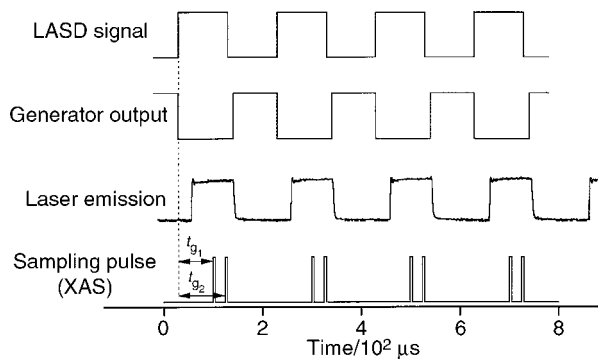 LASD signal
Generator output
Laser emission
tg1
Sampling pulse
(XAS)
tg2
0 2 4 6 8
Time/10² μs